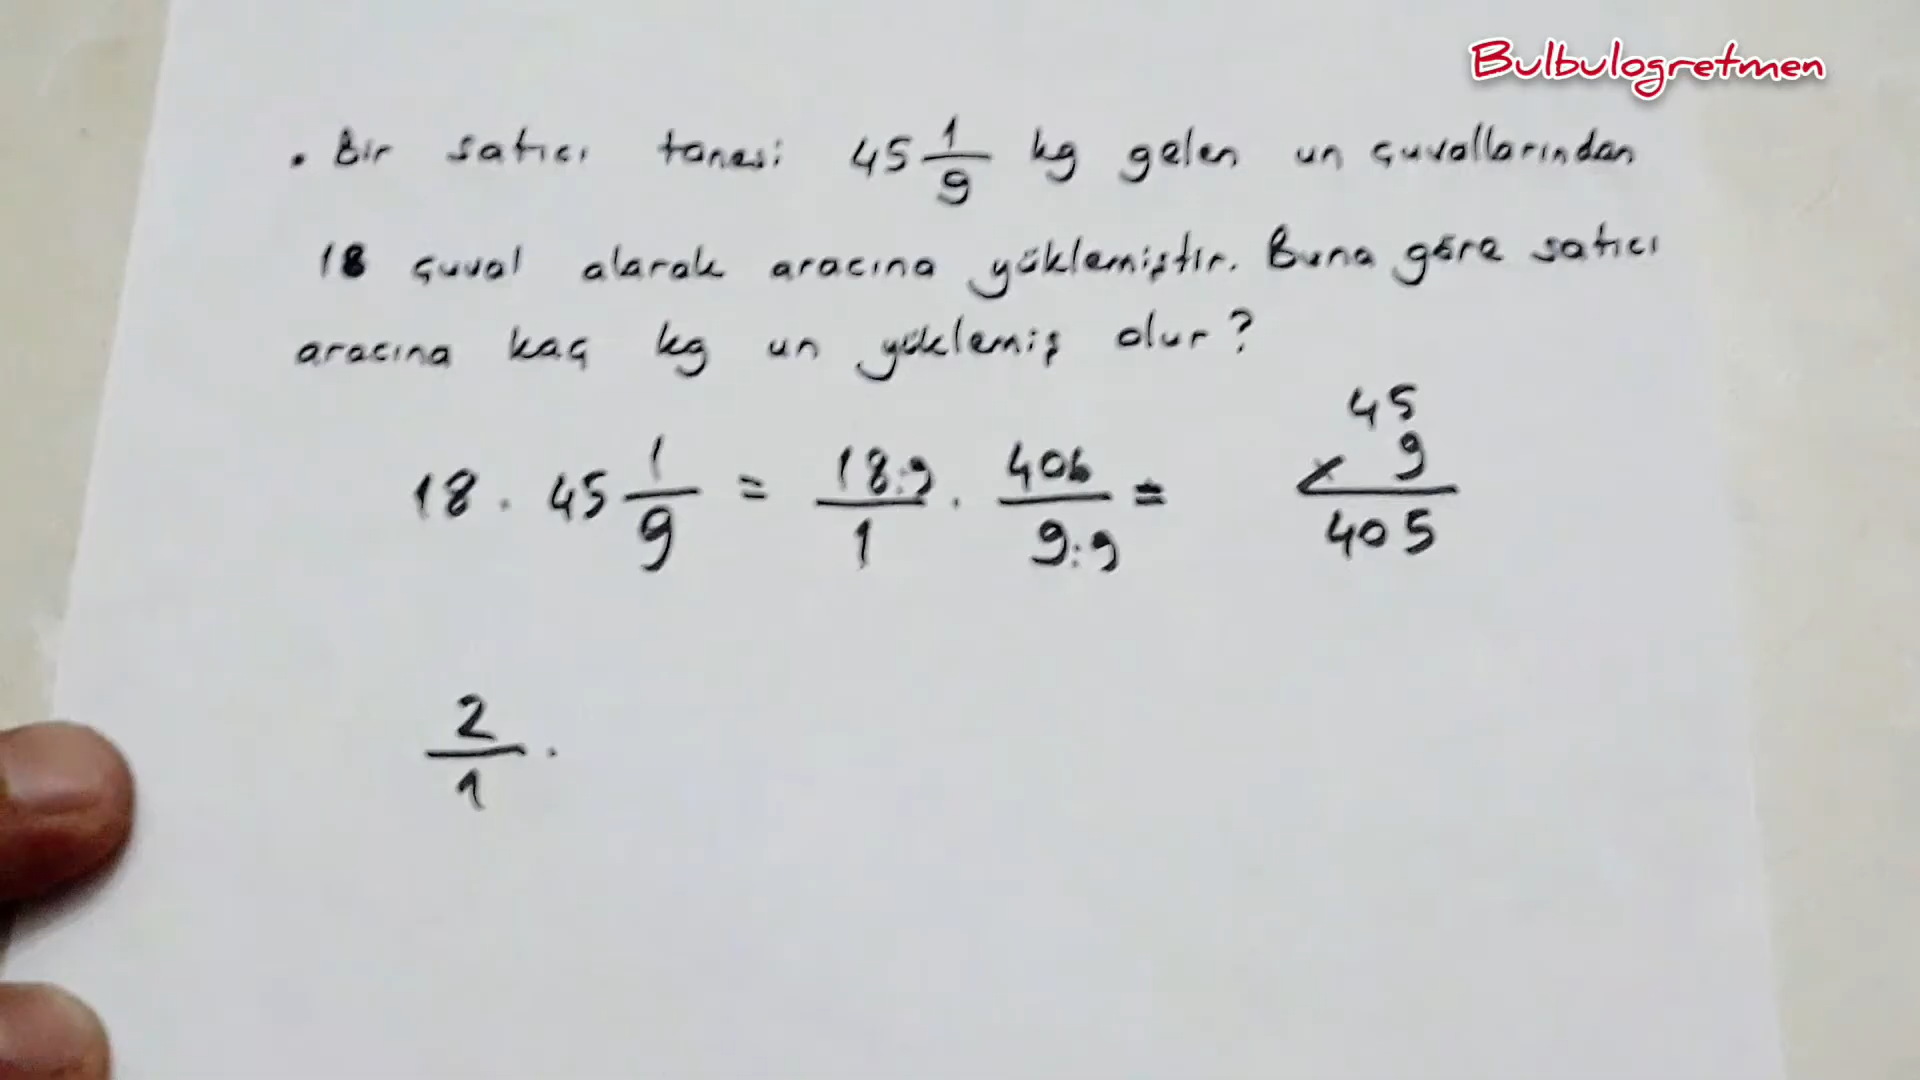 Bulbulogretmen
• Bir satıcı tanesi 45 1/9 kg gelen un çuvallarından
18 çuval alarak aracına yüklemiştir. Buna göre satıcı
aracına kaç kg un yüklemiş olur?
18 . 45 1/9 = 18:9/1 . 406/9:9 =
45
x 9
405
2/1 .